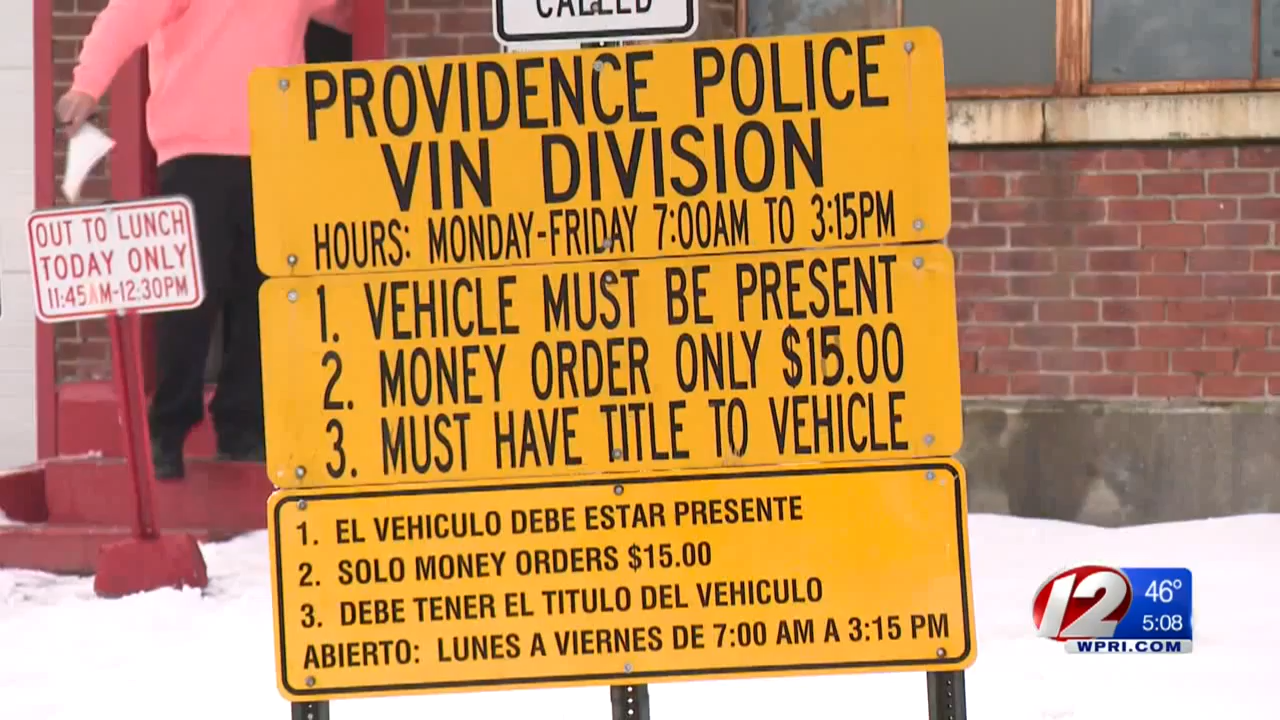 CALLED
PROVIDENCE POLICE
VIN DIVISION
HOURS: MONDAY-FRIDAY 7:00AM TO 3:15PM
1. VEHICLE MUST BE PRESENT
2. MONEY ORDER ONLY $15.00
3. MUST HAVE TITLE TO VEHICLE
1. EL VEHICULO DEBE ESTAR PRESENTE
2. SOLO MONEY ORDERS $15.00
3. DEBE TENER EL TITULO DEL VEHICULO
ABIERTO: LUNES A VIERNES DE 7:00 AM A 3:15 PM
OUT TO LUNCH
TODAY ONLY
11:45AM-12:30PM
12
46°
5:08
WPRI.COM